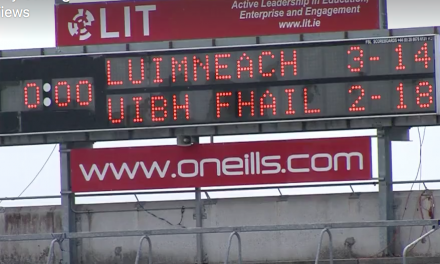 iews
LIT
Active Leadership in Education,
Enterprise and Engagement
www.lit.ie
LUIMNEACH 3-14
0:00
UIBH FHAIL 2-18
www.oneills.com